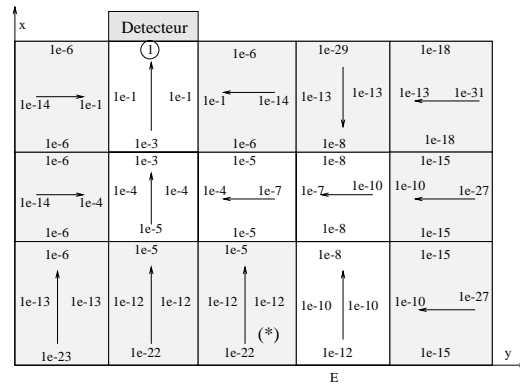 x
Detecteur
1e-6 1 1e-6 1e-29 1e-18
1e-14 1e-1 1e-1 1e-1 1e-1 1e-14 1e-13 1e-13 1e-13 1e-31
1e-6 1e-3 1e-6 1e-8 1e-18
1e-6 1e-3 1e-5 1e-8 1e-15
1e-14 1e-4 1e-4 1e-4 1e-4 1e-7 1e-7 1e-10 1e-10 1e-27
1e-6 1e-5 1e-5 1e-8 1e-15
1e-6 1e-5 1e-5 1e-8 1e-15
1e-13 1e-13 1e-12 1e-12 1e-12 1e-12 1e-10 1e-10 1e-10 1e-27
(*)
1e-23 1e-22 1e-22 1e-12 1e-15
y
E